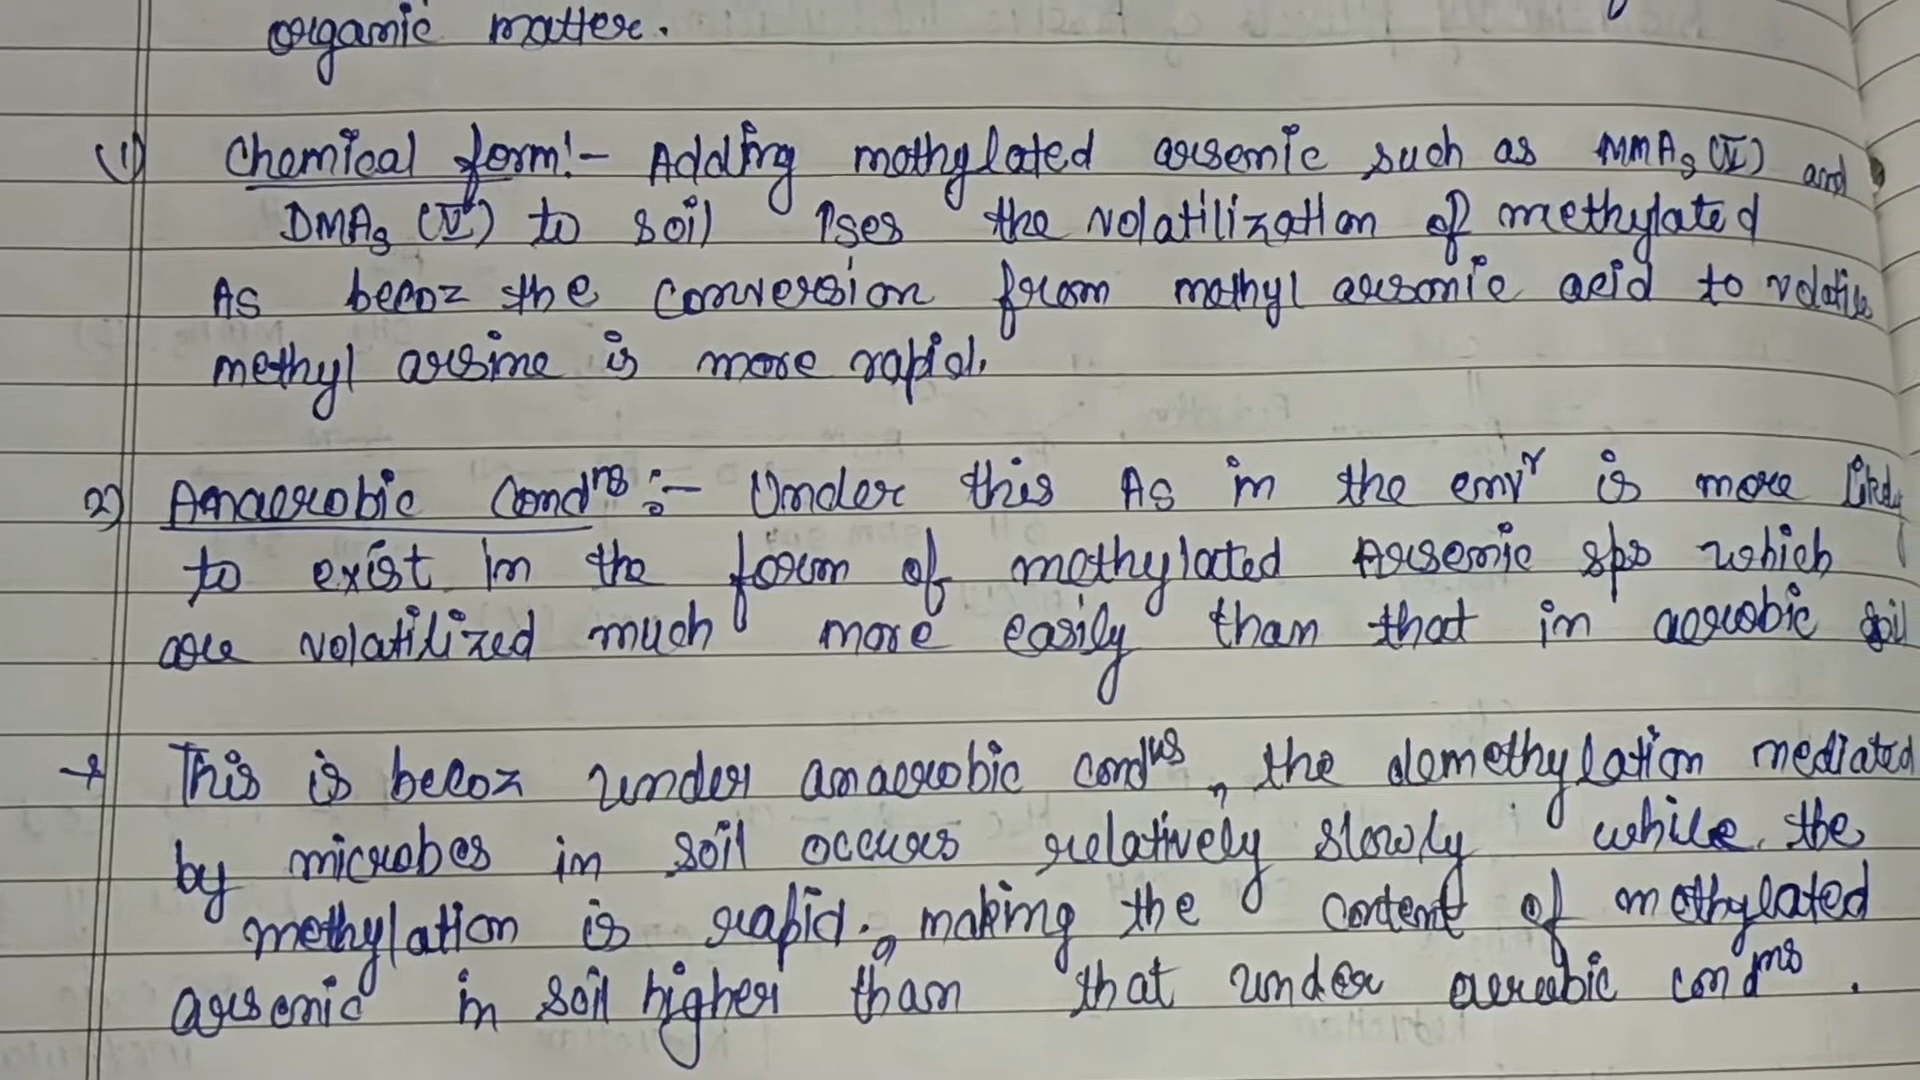 organic matter.
(1) Chemical form:- Adding methylated arsenic such as MMAs (V) and
DMAs (V) to soil ↑ses the volatilization of methylated
As becoz the conversion from methyl arsonic acid to volatile
methyl arsine is more rapid.
2) Anaerobic Condns :- Under this As in the envr is more likely
to exist in the form of methylated Arsenic sps which
are volatilized much more easily than that in aerobic soil
→ This is becoz under anaerobic condns, the demethylation mediated
by microbes in soil occurs relatively slowly while the
methylation is rapid, making the content of methylated
arsenic in soil higher than that under aerobic condns.